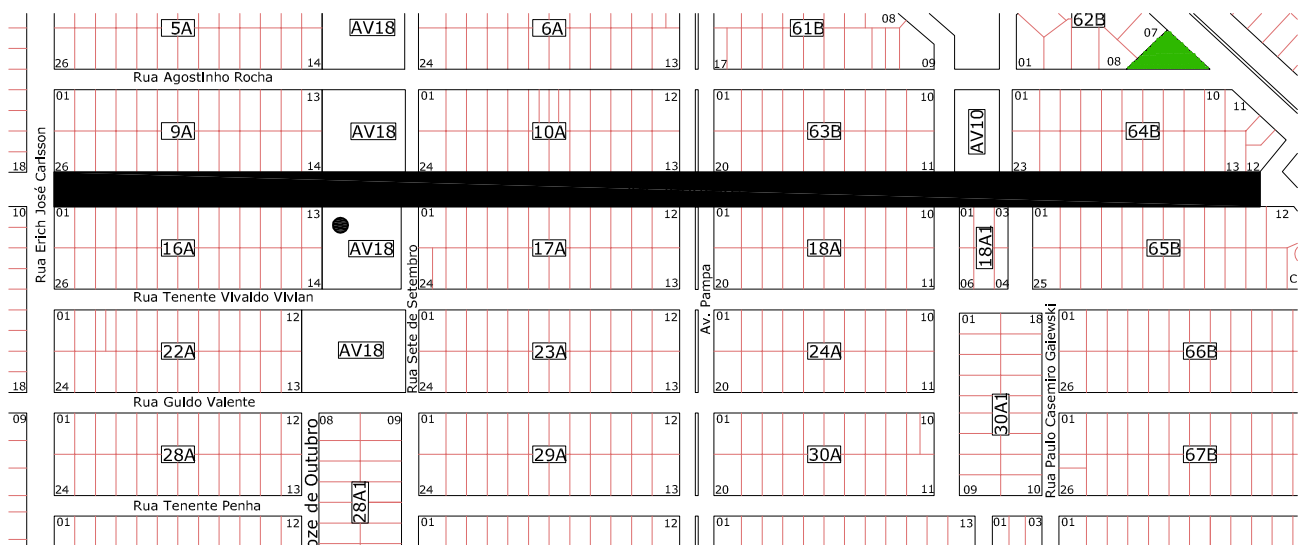 5A AV18 6A 61B 08 62B 07
26 14 24 13 17 09 01 08
Rua Agostinho Rocha
01 13 01 12 01 10 01 10 11
9A AV18 10A 63B AV10 64B
18 26 14 24 13 20 11 23 13 12
Rua Erich José Carlsson
10 01 13 01 12 01 10 01 03 01 12
16A AV18 17A 18A 18A1 65B
26 14 24 13 20 11 06 04 25 C
Rua Tenente Vivaldo Vivian
Rua Sete de Setembro
Av. Pampa
01 12 01 12 01 10 01 18 01
22A AV18 23A 24A 66B
18 24 13 24 13 20 11 26
Rua Guido Valente
Rua Paulo Casemiro Gaiewski
09 01 12 08 09 01 12 01 10 01
28A 29A 30A 30A1 67B
24 13 24 13 20 11 09 10 26
28A1
oze de Outubro
Rua Tenente Penha
01 12 01 12 01 13 01 03 01